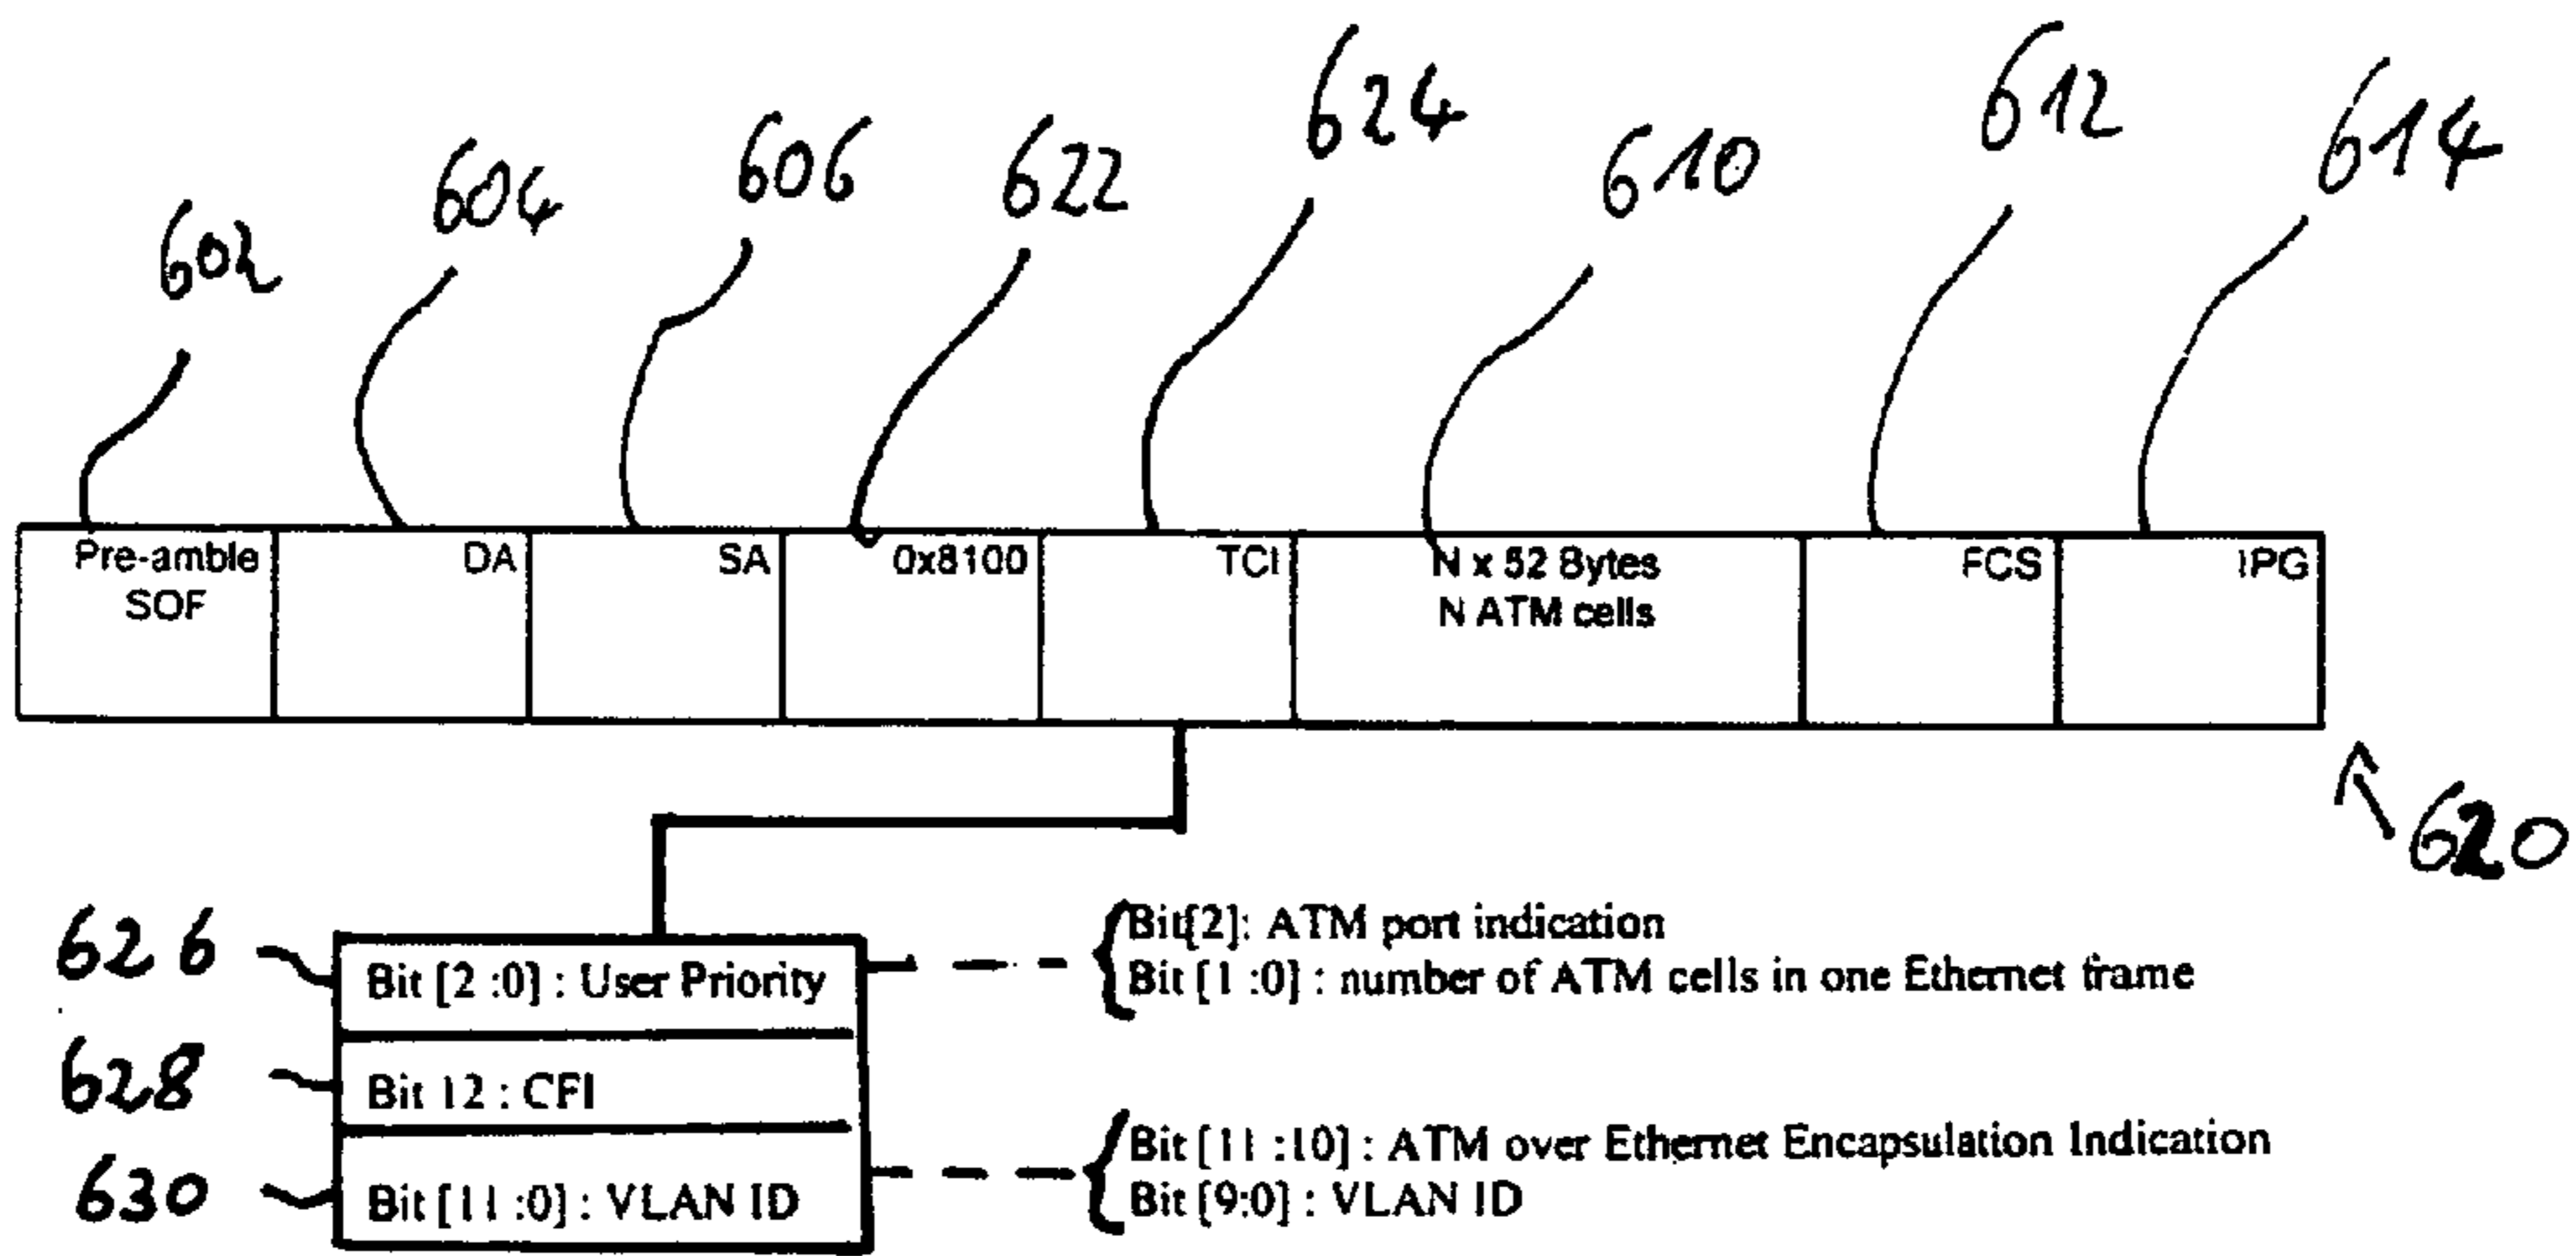 602
604
606
622
624
610
612
614
Pre-amble
SOF
DA
SA
0x8100
TCI
N x 52 Bytes
N ATM cells
FCS
IPG
620
626
Bit [2 :0] : User Priority
Bit[2]: ATM port indication
Bit [1 :0] : number of ATM cells in one Ethernet frame
628
Bit 12 : CFI
630
Bit [11 :0] : VLAN ID
Bit [11 :10] : ATM over Ethernet Encapsulation Indication
Bit [9:0] : VLAN ID